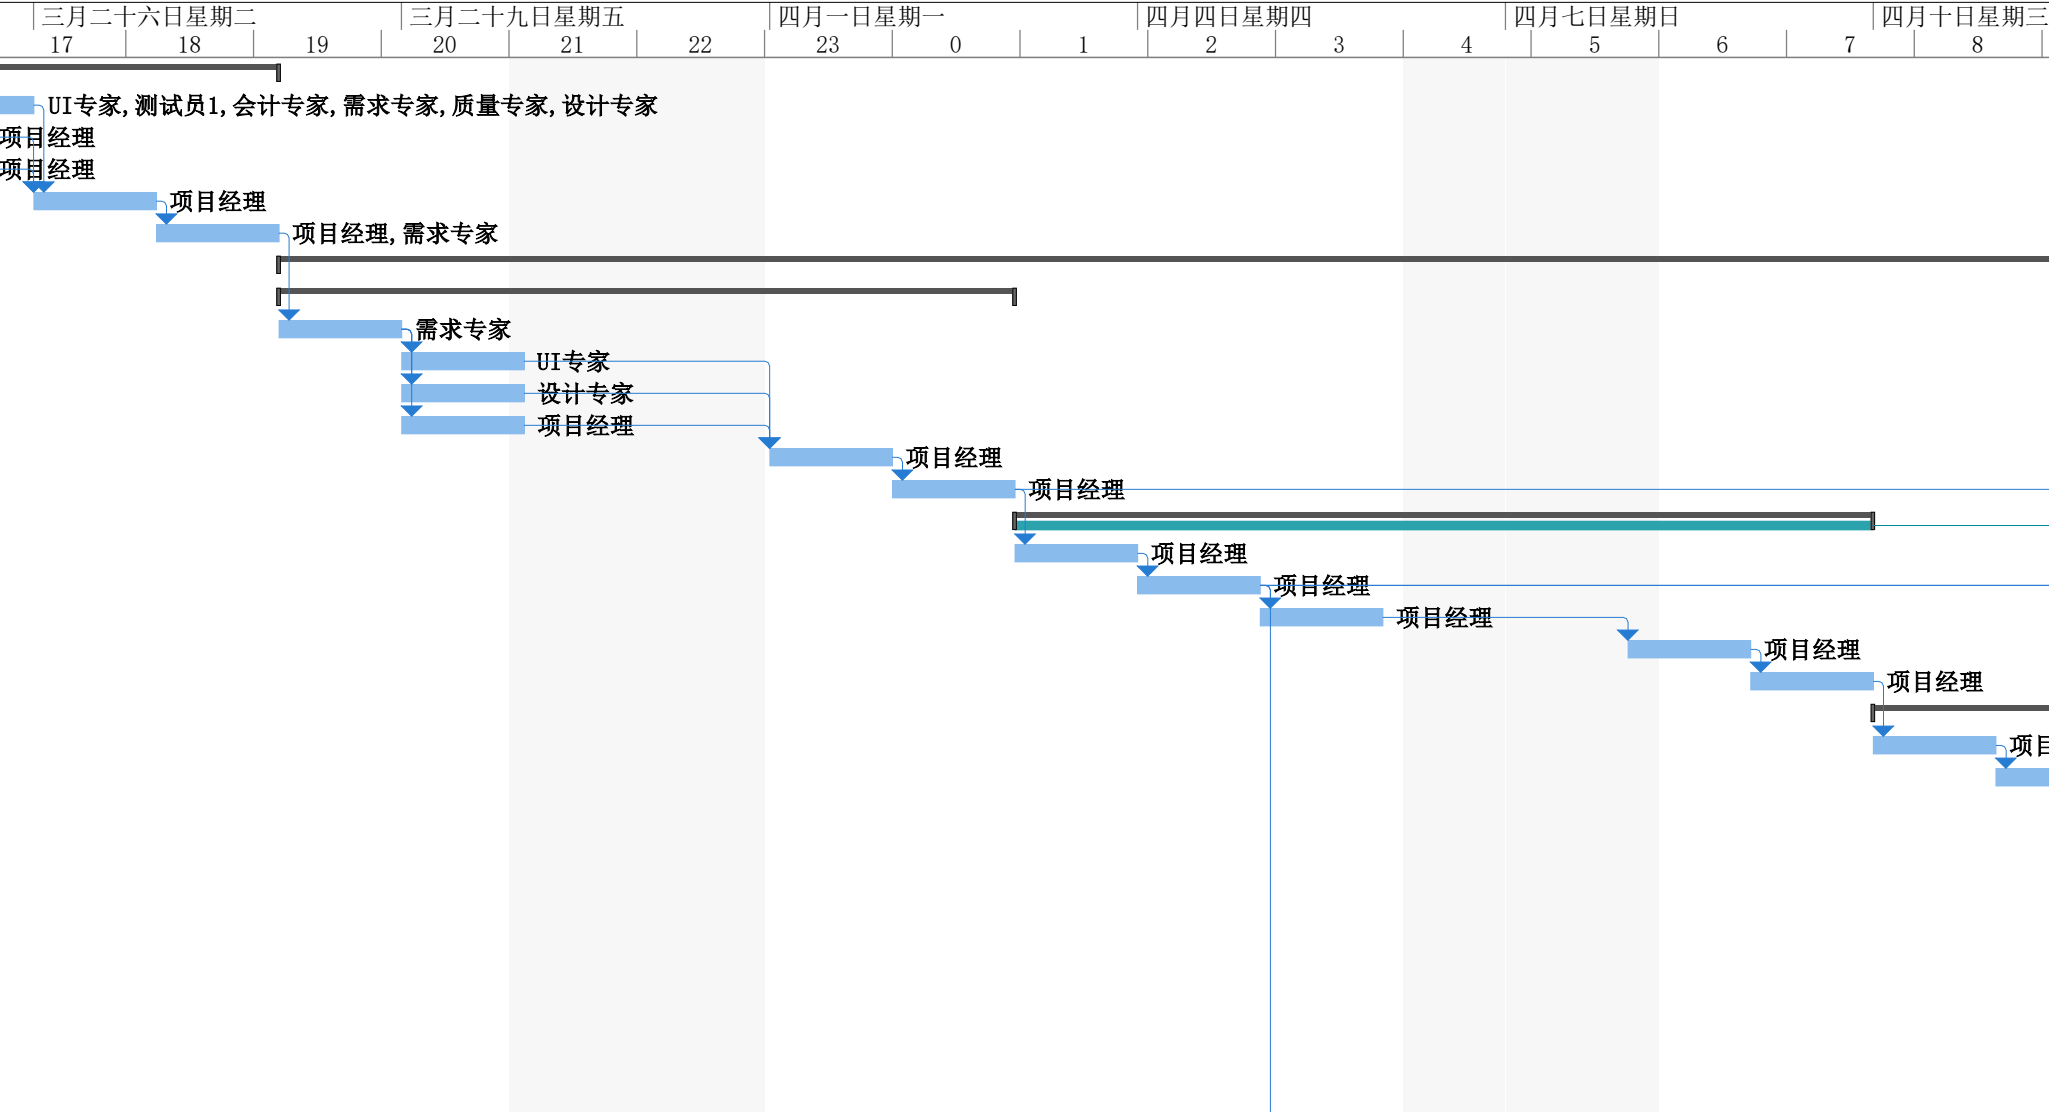 三月二十六日星期二 三月二十九日星期五 四月一日星期一 四月四日星期四 四月七日星期日 四月十日星期三
17 18 19 20 21 22 23 0 1 2 3 4 5 6 7 8
UI专家,测试员1,会计专家,需求专家,质量专家,设计专家
项目经理
项目经理
项目经理
项目经理,需求专家
需求专家
UI专家
设计专家
项目经理
项目经理
项目经理
项目经理
项目经理
项目经理
项目经理
项目经理
项目